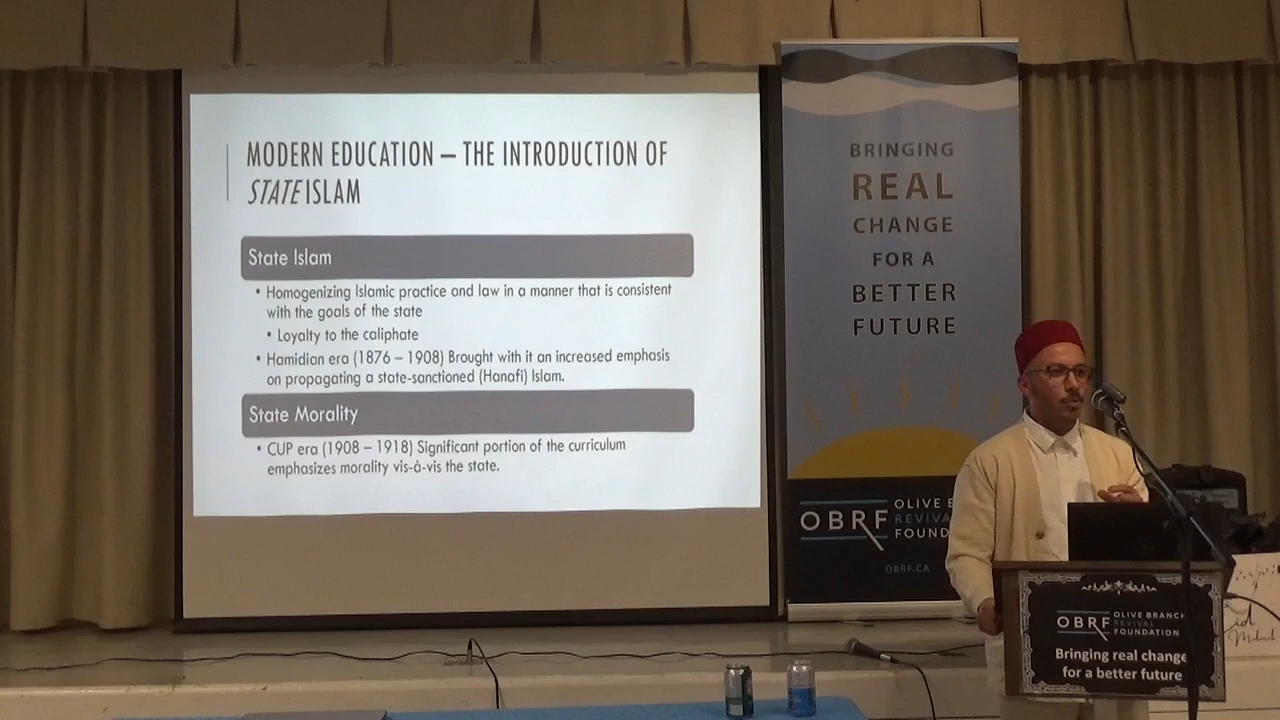 MODERN EDUCATION – THE INTRODUCTION OF
STATE ISLAM
State Islam
• Homogenizing Islamic practice and law in a manner that is consistent
with the goals of the state
• Loyalty to the caliphate
• Hamidian era (1876 – 1908) Brought with it an increased emphasis
on propagating a state-sanctioned (Hanafi) Islam.
State Morality
• CUP era (1908 – 1918) Significant portion of the curriculum
emphasizes morality vis-à-vis the state.
BRINGING
REAL
CHANGE
FOR A
BETTER
FUTURE
OBRF
OLIVE B
REVIVA
FOUND
OBRF.CA
OBRF
OLIVE BRANCH
REVIVAL
FOUNDATION
Bringing real change
for a better future